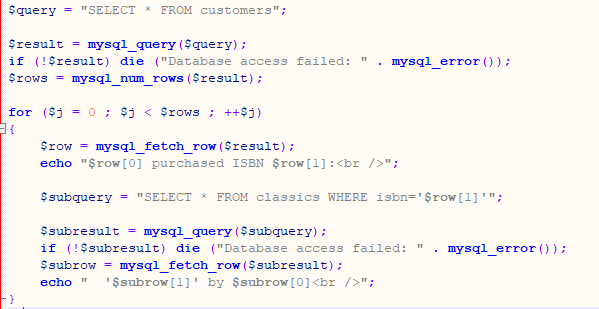 $query = "SELECT * FROM customers";
$result = mysql_query($query);
if (!$result) die ("Database access failed: " . mysql_error());
$rows = mysql_num_rows($result);
for ($j = 0 ; $j < $rows ; ++$j)
{
$row = mysql_fetch_row($result);
echo "$row[0] purchased ISBN $row[1]:<br />";
$subquery = "SELECT * FROM classics WHERE isbn='$row[1]'";
$subresult = mysql_query($subquery);
if (!$subresult) die ("Database access failed: " . mysql_error());
$subrow = mysql_fetch_row($subresult);
echo "  '$subrow[1]' by $subrow[0]<br />";
}